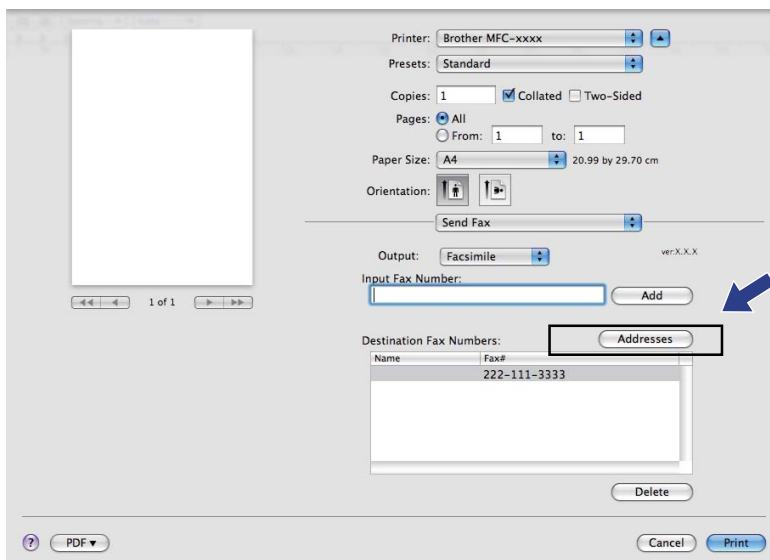 Printer: Brother MFC-xxxx
Presets: Standard
Copies: 1 Collated Two-Sided
Pages: All
From: 1 to: 1
Paper Size: A4 20.99 by 29.70 cm
Orientation:
Send Fax
Output: Facsimile ver:X.X.X
Input Fax Number:
Add
1 of 1
Destination Fax Numbers: Addresses
Name Fax#
222-111-3333
Delete
? PDF Cancel Print